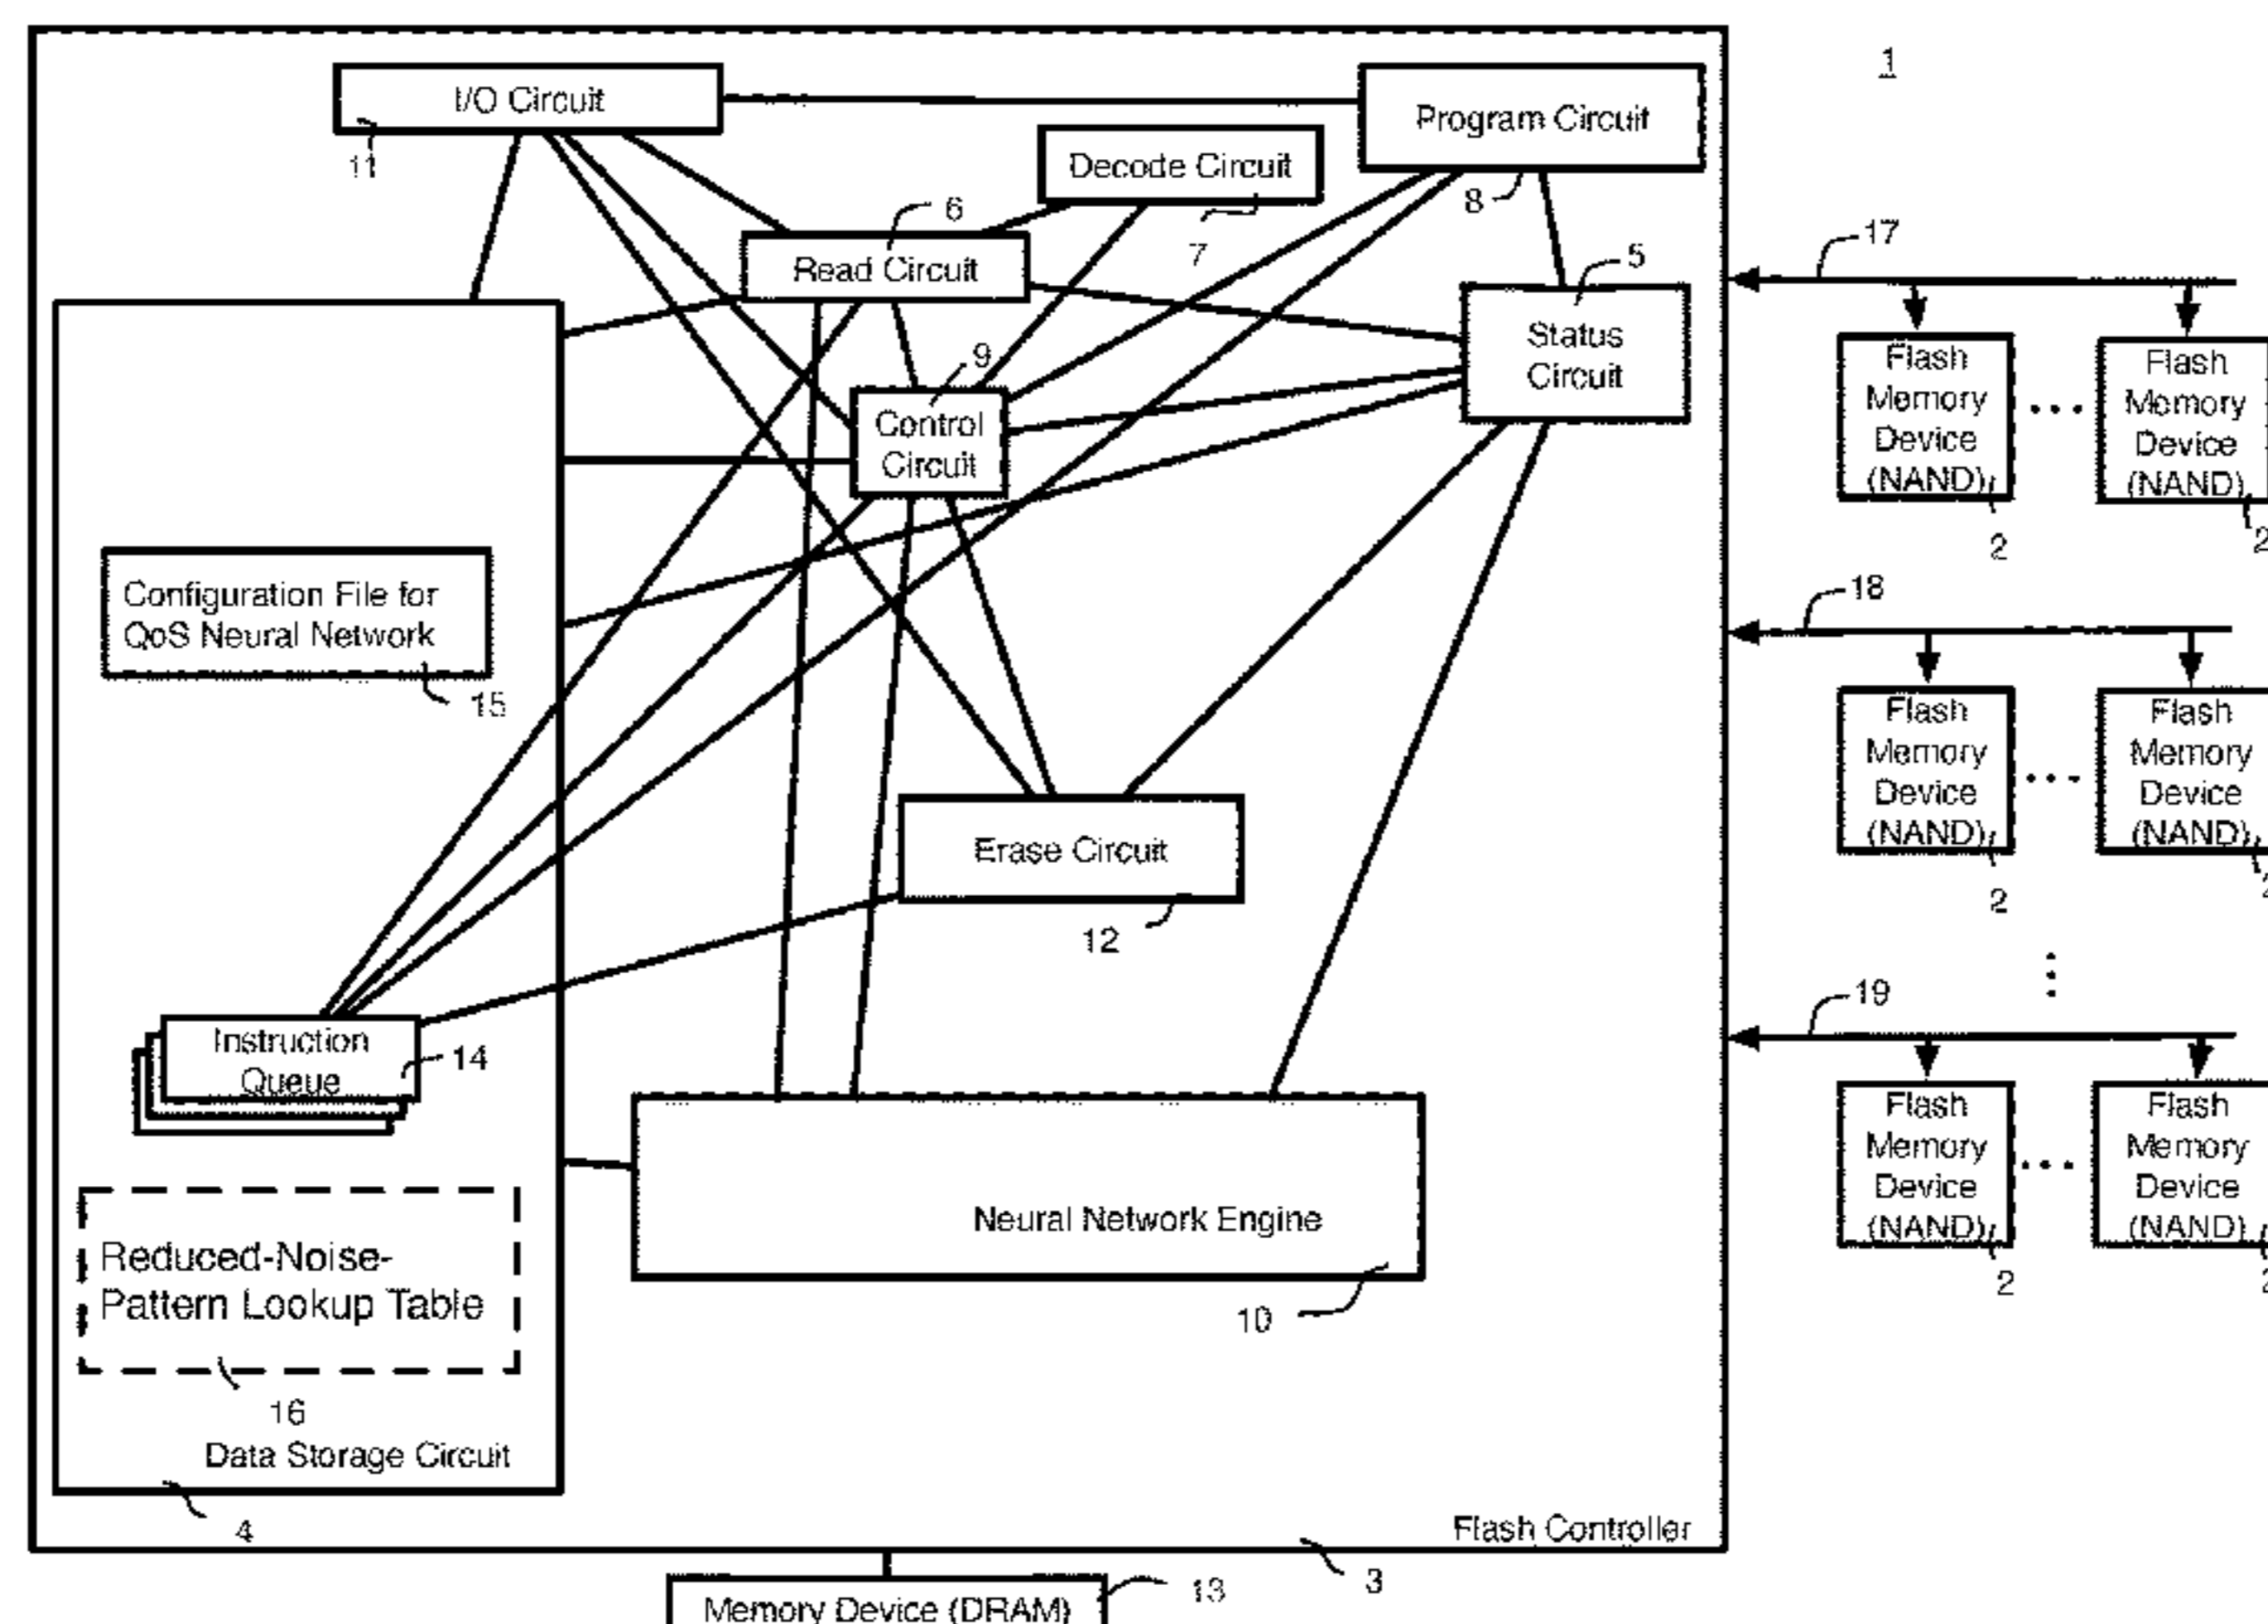 1
I/O Circuit
11
Program Circuit
8
Decode Circuit
7
6
Read Circuit
5
Status
Circuit
9
Control
Circuit
Configuration File for
QoS Neural Network
15
Erase Circuit
12
Instruction
Queue
14
Neural Network Engine
10
Reduced-Noise-
Pattern Lookup Table
16
Data Storage Circuit
4
Flash Controller
3
Memory Device (DRAM)
13
17
Flash
Memory
Device
(NAND)
2
...
Flash
Memory
Device
(NAND)
2
18
Flash
Memory
Device
(NAND)
2
...
Flash
Memory
Device
(NAND)
19
Flash
Memory
Device
(NAND)
2
...
Flash
Memory
Device
(NAND)